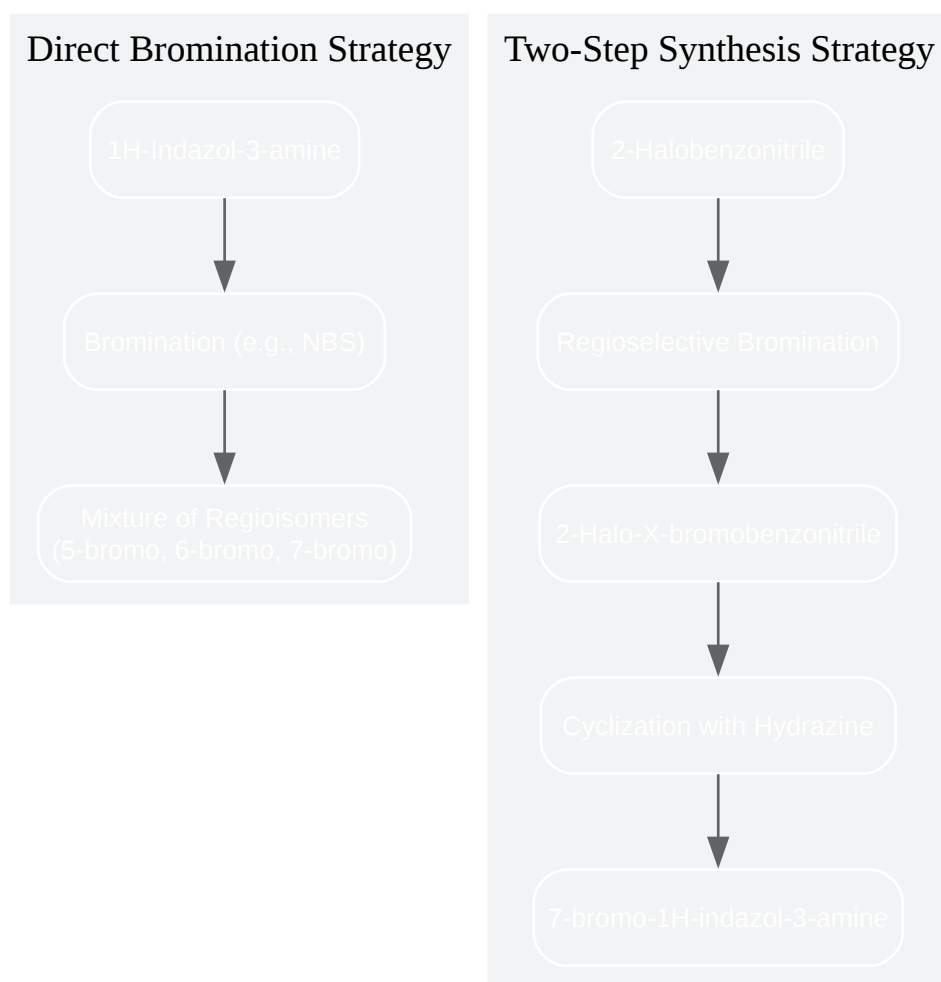 Direct Bromination Strategy
1H-Indazol-3-amine
Bromination (e.g., NBS)
Mixture of Regioisomers
(5-bromo, 6-bromo, 7-bromo)
Two-Step Synthesis Strategy
2-Halobenzonitrile
Regioselective Bromination
2-Halo-X-bromobenzonitrile
Cyclization with Hydrazine
7-bromo-1H-indazol-3-amine